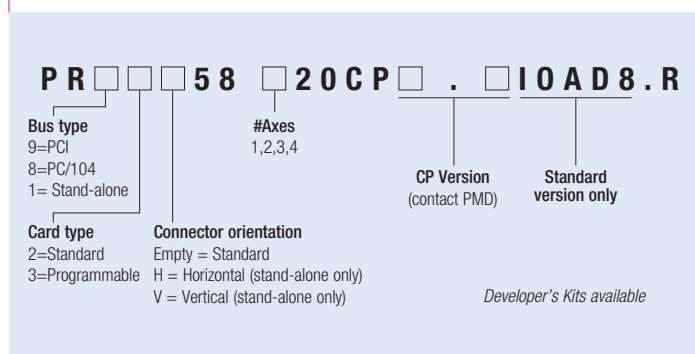 PR□□□58 □20CP□.□IOAD8.R
Bus type
9=PCI
8=PC/104
1= Stand-alone
#Axes
1,2,3,4
CP Version
(contact PMD)
Standard
version only
Card type
2=Standard
3=Programmable
Connector orientation
Empty = Standard
H = Horizontal (stand-alone only)
V = Vertical (stand-alone only)
Developer's Kits available